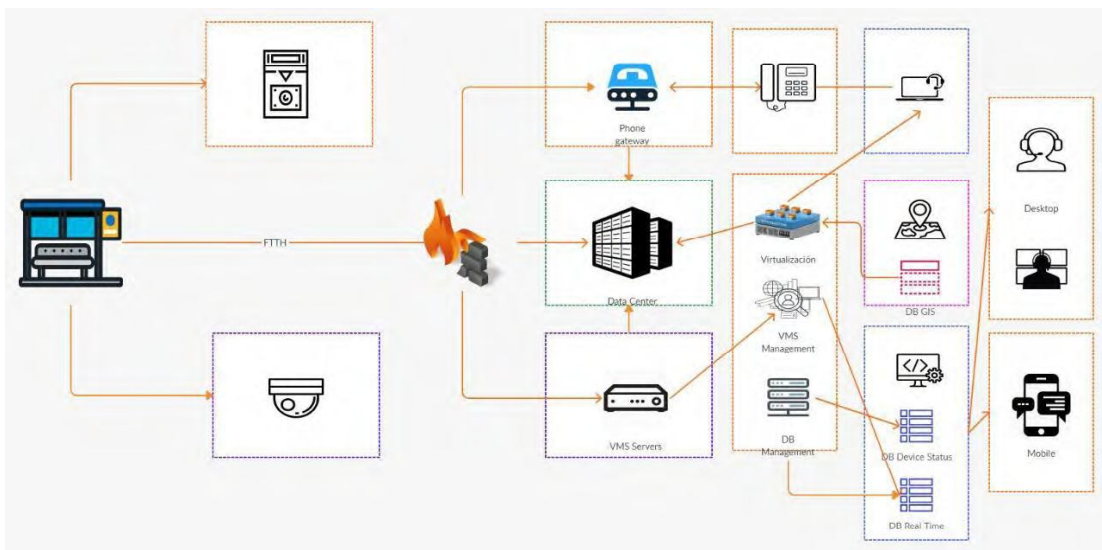 FTTH
Phone
gateway
Data Center
VMS Servers
Virtualización
VMS
Management
DB
Management
DB GIS
</>
DB Device Status
DB Real Time
Desktop
Mobile